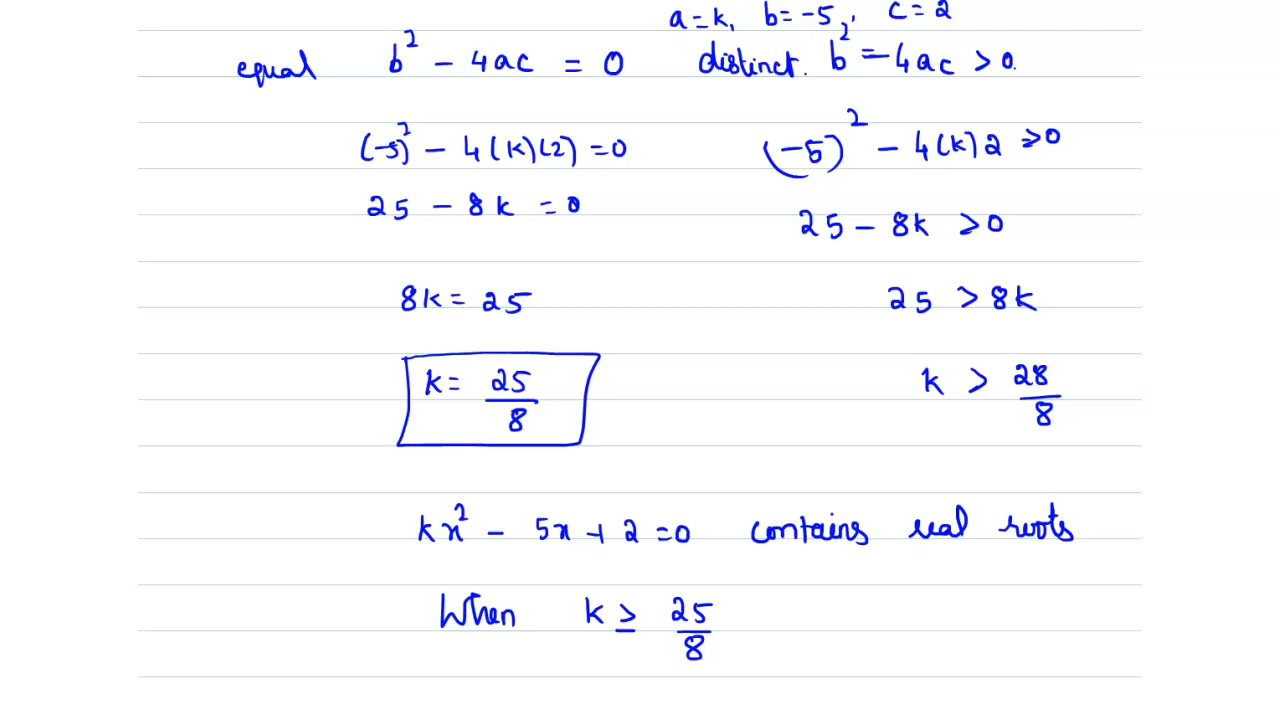 a = k, b = -5, c = 2
equal b² - 4ac = 0 distinct. b² - 4ac > 0.
(-5)² - 4(k)(2) = 0 (-5)² - 4(k)2 > 0
25 - 8k = 0 25 - 8k > 0
8k = 25 25 > 8k
k = 25/8 k > 28/8
kx² - 5x + 2 = 0 contains real roots
When k ≥ 25/8